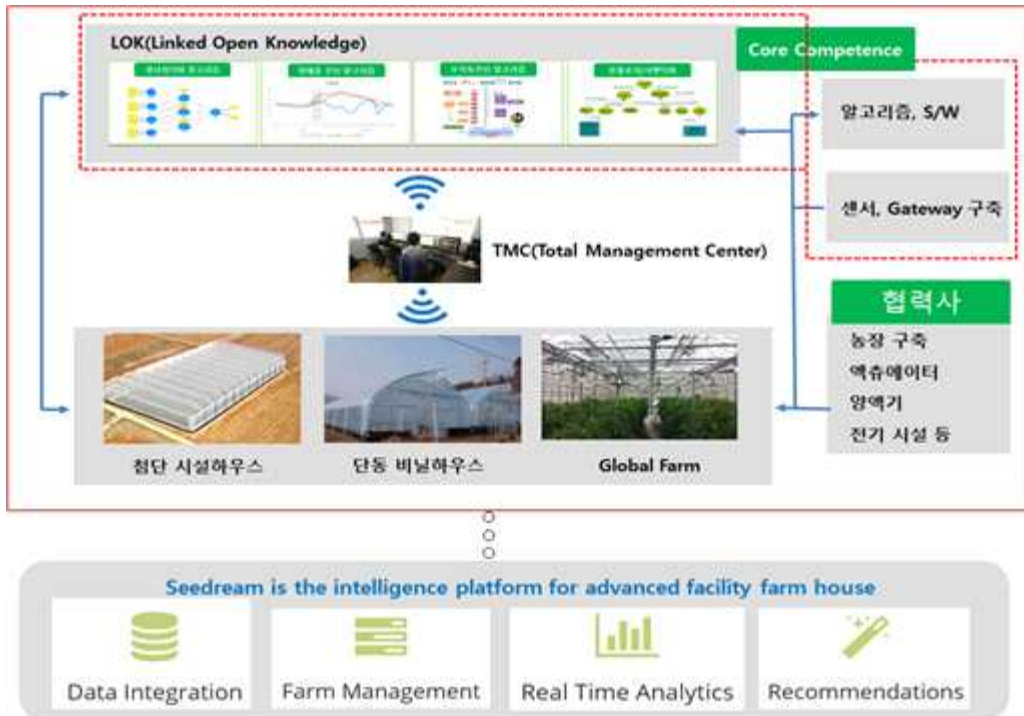 LOK(Linked Open Knowledge)
Core Competence
알고리즘, S/W
센서, Gateway 구축
TMC(Total Management Center)
협력사
농장 구축
액츄에이터
양액기
전기 시설 등
첨단 시설하우스
단동 비닐하우스
Global Farm
Seedream is the intelligence platform for advanced facility farm house
Data Integration
Farm Management
Real Time Analytics
Recommendations